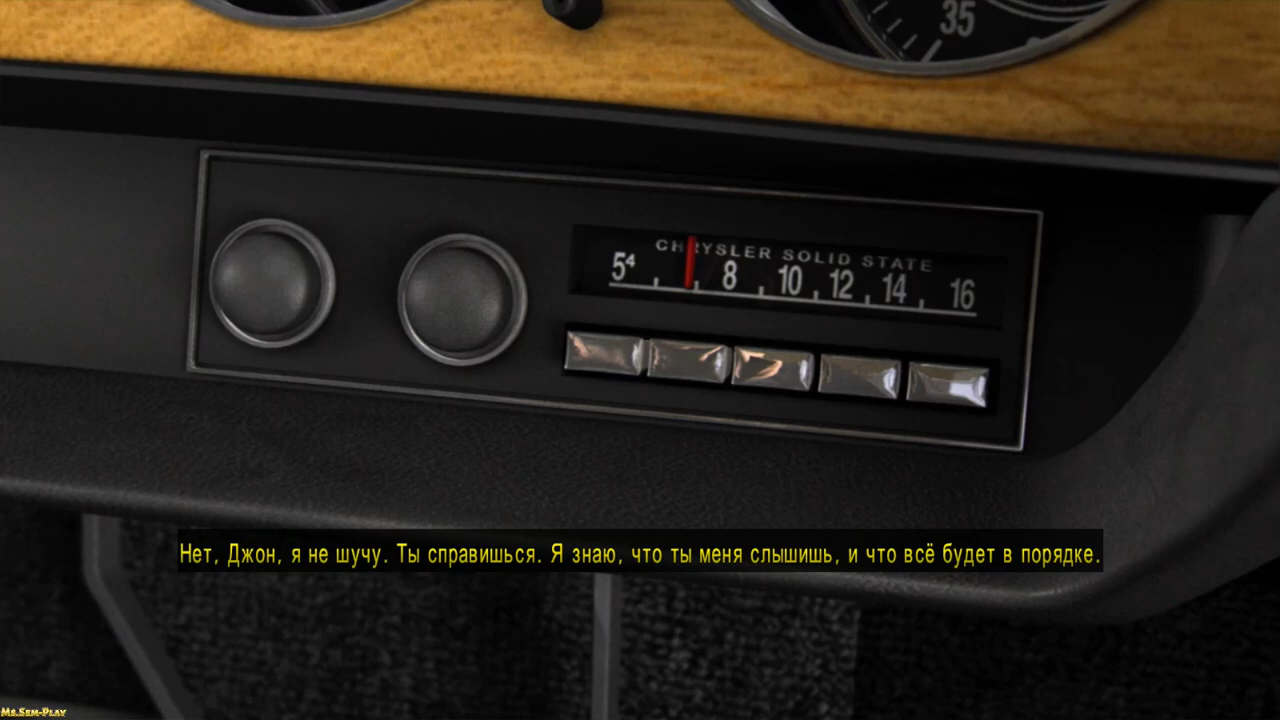 35
CHRYSLER SOLID STATE
5⁴ 8 10 12 14 16
Нет, Джон, я не шучу. Ты справишься. Я знаю, что ты меня слышишь, и что всё будет в порядке.
Mr.Sem-Play